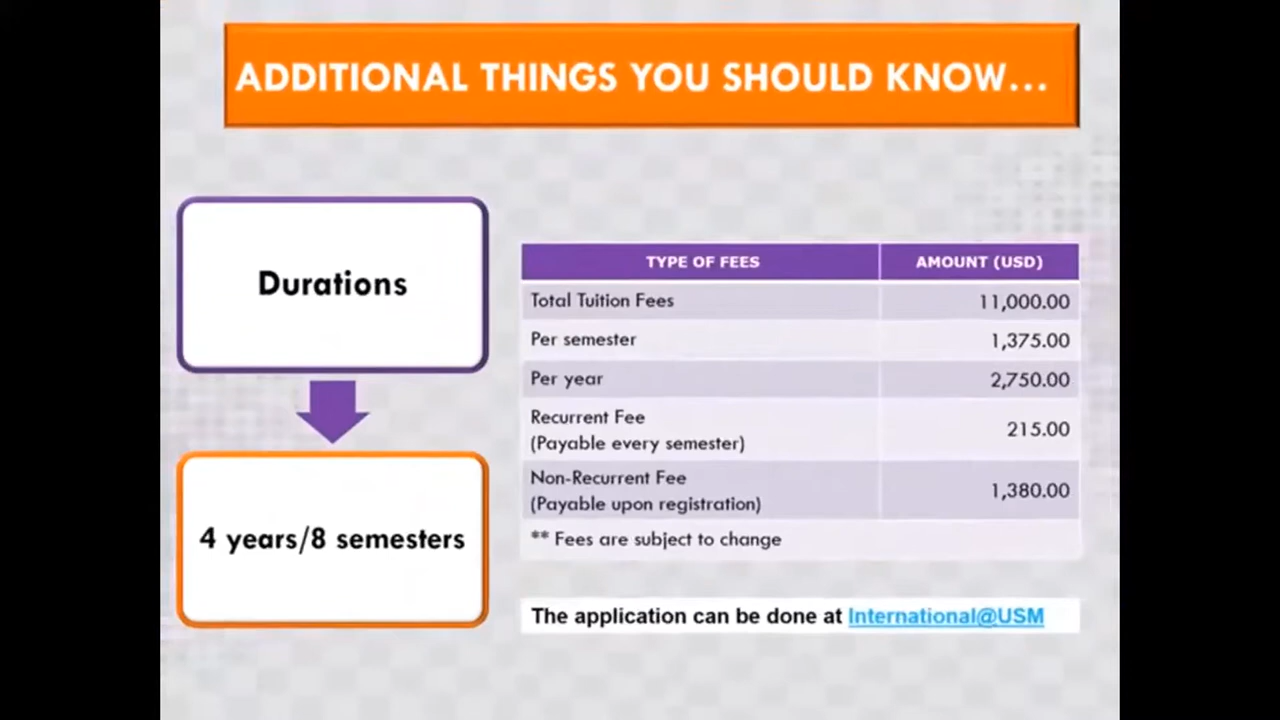 ADDITIONAL THINGS YOU SHOULD KNOW...
Durations
4 years/8 semesters
TYPE OF FEES AMOUNT (USD)
Total Tuition Fees 11,000.00
Per semester 1,375.00
Per year 2,750.00
Recurrent Fee
(Payable every semester) 215.00
Non-Recurrent Fee
(Payable upon registration) 1,380.00
** Fees are subject to change
The application can be done at International@USM